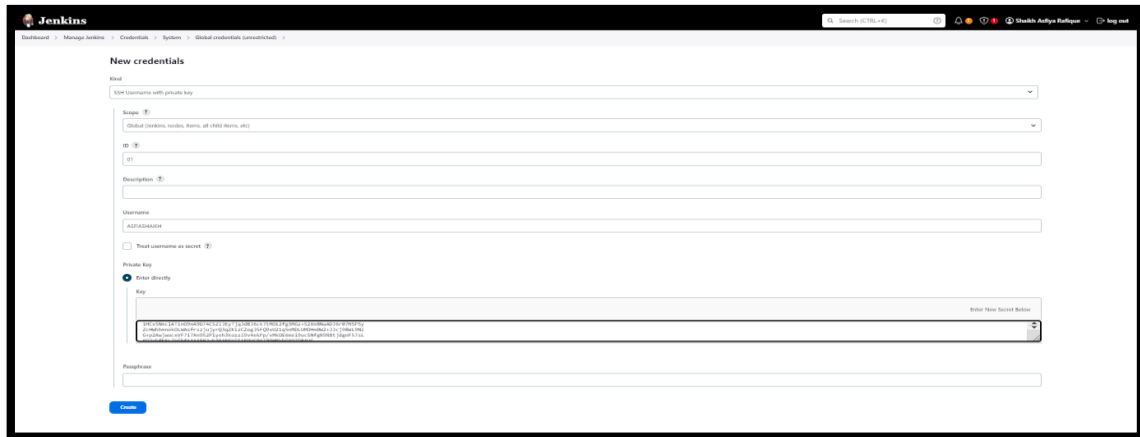 Jenkins
Search (CTRL+K)
Shaikh Asfiya Rafique
log out
Dashboard > Manage Jenkins > Credentials > System > Global credentials (unrestricted) >
New credentials
Kind
SSH Username with private key
Scope ?
Global (Jenkins, nodes, items, all child items, etc)
ID ?
01
Description ?
Username
ASFIASHAIKH
Treat username as secret ?
Private Key
Enter directly
Key
Enter New Secret Below
Passphrase
Create